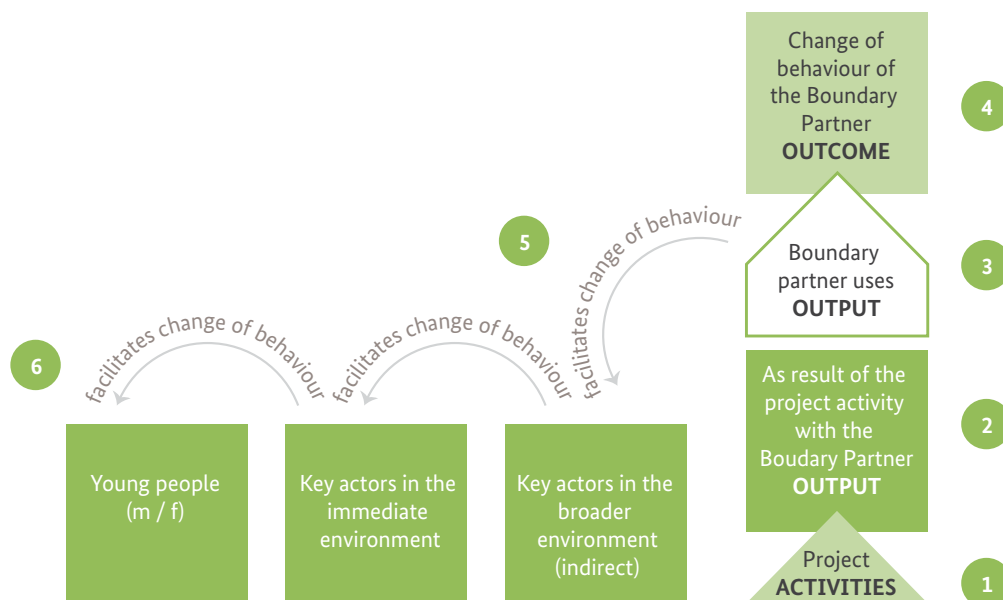 Change of
behaviour of
the Boundary
Partner
OUTCOME
4
facilitates change of behaviour
5
Boundary
partner uses
OUTPUT
3
6
facilitates change of behaviour
facilitates change of behaviour
As result of the
project activity
with the
Boudary Partner
OUTPUT
2
Young people
(m / f)
Key actors in the
immediate
environment
Key actors in the
broader
environment
(indirect)
Project
ACTIVITIES
1